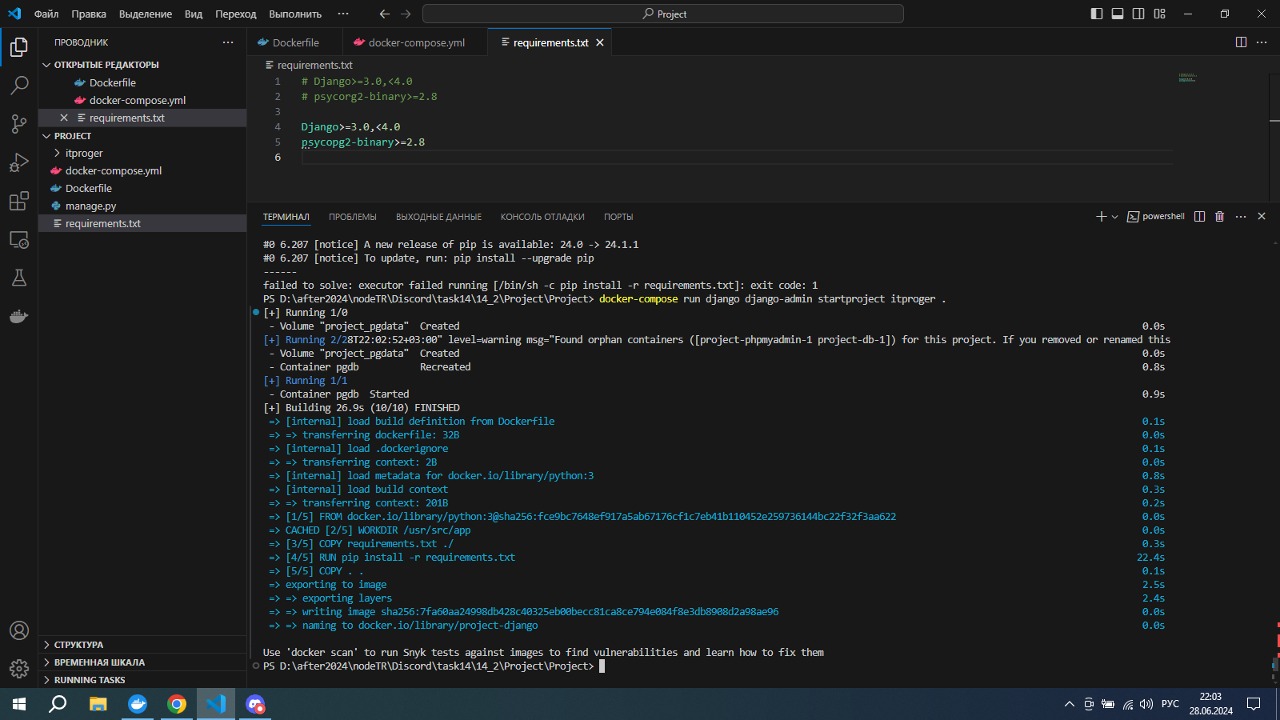 Файл Правка Выделение Вид Переход Выполнить ··· Project
ПРОВОДНИК ···
ОТКРЫТЫЕ РЕДАКТОРЫ
Dockerfile
docker-compose.yml
requirements.txt
PROJECT
itproger
docker-compose.yml
Dockerfile
manage.py
requirements.txt
СТРУКТУРА
ВРЕМЕННАЯ ШКАЛА
RUNNING TASKS
Dockerfile docker-compose.yml requirements.txt
requirements.txt
1 # Django>=3.0,<4.0
2 # psycorg2-binary>=2.8
3
4 Django>=3.0,<4.0
5 psycopg2-binary>=2.8
6
ТЕРМИНАЛ ПРОБЛЕМЫ ВЫХОДНЫЕ ДАННЫЕ КОНСОЛЬ ОТЛАДКИ ПОРТЫ powershell
#0 6.207 [notice] A new release of pip is available: 24.0 -> 24.1.1
#0 6.207 [notice] To update, run: pip install --upgrade pip
------
failed to solve: executor failed running [/bin/sh -c pip install -r requirements.txt]: exit code: 1
PS D:\after2024\nodeTR\Discord\task14\14_2\Project\Project> docker-compose run django django-admin startproject itproger .
[+] Running 1/0
- Volume "project_pgdata" Created 0.0s
[+] Running 2/28T22:02:52+03:00" level=warning msg="Found orphan containers ([project-phpmyadmin-1 project-db-1]) for this project. If you removed or renamed this
- Volume "project_pgdata" Created 0.0s
- Container pgdb Recreated 0.8s
[+] Running 1/1
- Container pgdb Started 0.9s
[+] Building 26.9s (10/10) FINISHED
=> [internal] load build definition from Dockerfile 0.1s
=> => transferring dockerfile: 32B 0.0s
=> [internal] load .dockerignore 0.1s
=> => transferring context: 2B 0.0s
=> [internal] load metadata for docker.io/library/python:3 0.8s
=> [internal] load build context 0.3s
=> => transferring context: 201B 0.2s
=> [1/5] FROM docker.io/library/python:3@sha256:fce9bc7648ef917a5ab67176cf1c7eb41b110452e259736144bc22f32f3aa622 0.0s
=> CACHED [2/5] WORKDIR /usr/src/app 0.0s
=> [3/5] COPY requirements.txt ./ 0.3s
=> [4/5] RUN pip install -r requirements.txt 22.4s
=> [5/5] COPY . . 0.1s
=> exporting to image 2.5s
=> => exporting layers 2.4s
=> => writing image sha256:7fa60aa24998db428c40325eb00becc81ca8ce794e084f8e3db8908d2a98ae96 0.0s
=> => naming to docker.io/library/project-django 0.0s
Use 'docker scan' to run Snyk tests against images to find vulnerabilities and learn how to fix them
PS D:\after2024\nodeTR\Discord\task14\14_2\Project\Project>
РУС
22:03
28.06.2024